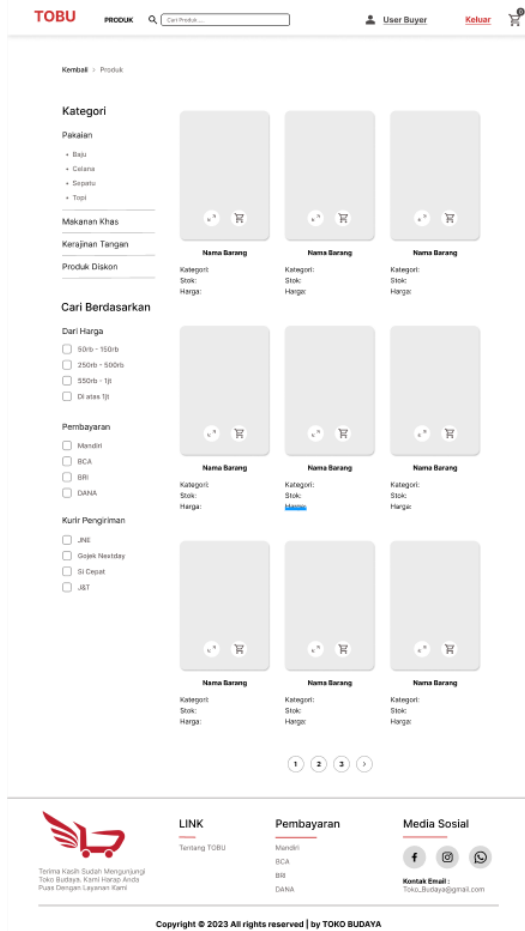 TOBU
PRODUK
Cari Produk ....
User Buyer
Keluar
0
Kembali > Produk
Kategori
Pakaian
• Baju
• Celana
• Sepatu
• Topi
Makanan Khas
Kerajinan Tangan
Produk Diskon
Cari Berdasarkan
Dari Harga
50rb - 150rb
250rb - 500rb
550rb - 1jt
Di atas 1jt
Pembayaran
Mandiri
BCA
BRI
DANA
Kurir Pengiriman
JNE
Gojek Nextday
Si Cepat
J&T
Nama Barang
Kategori:
Stok:
Harga:
Nama Barang
Kategori:
Stok:
Harga:
Nama Barang
Kategori:
Stok:
Harga:
Nama Barang
Kategori:
Stok:
Harga:
Nama Barang
Kategori:
Stok:
Harga:
Nama Barang
Kategori:
Stok:
Harga:
Nama Barang
Kategori:
Stok:
Harga:
Nama Barang
Kategori:
Stok:
Harga:
Nama Barang
Kategori:
Stok:
Harga:
1 2 3 >
Terima Kasih Sudah Mengunjungi
Toko Budaya. Kami Harap Anda
Puas Dengan Layanan Kami
LINK
Tentang TOBU
Pembayaran
Mandiri
BCA
BRI
DANA
Media Sosial
Kontak Email :
Toko_Budaya@gmail.com
Copyright © 2023 All rights reserved | by TOKO BUDAYA